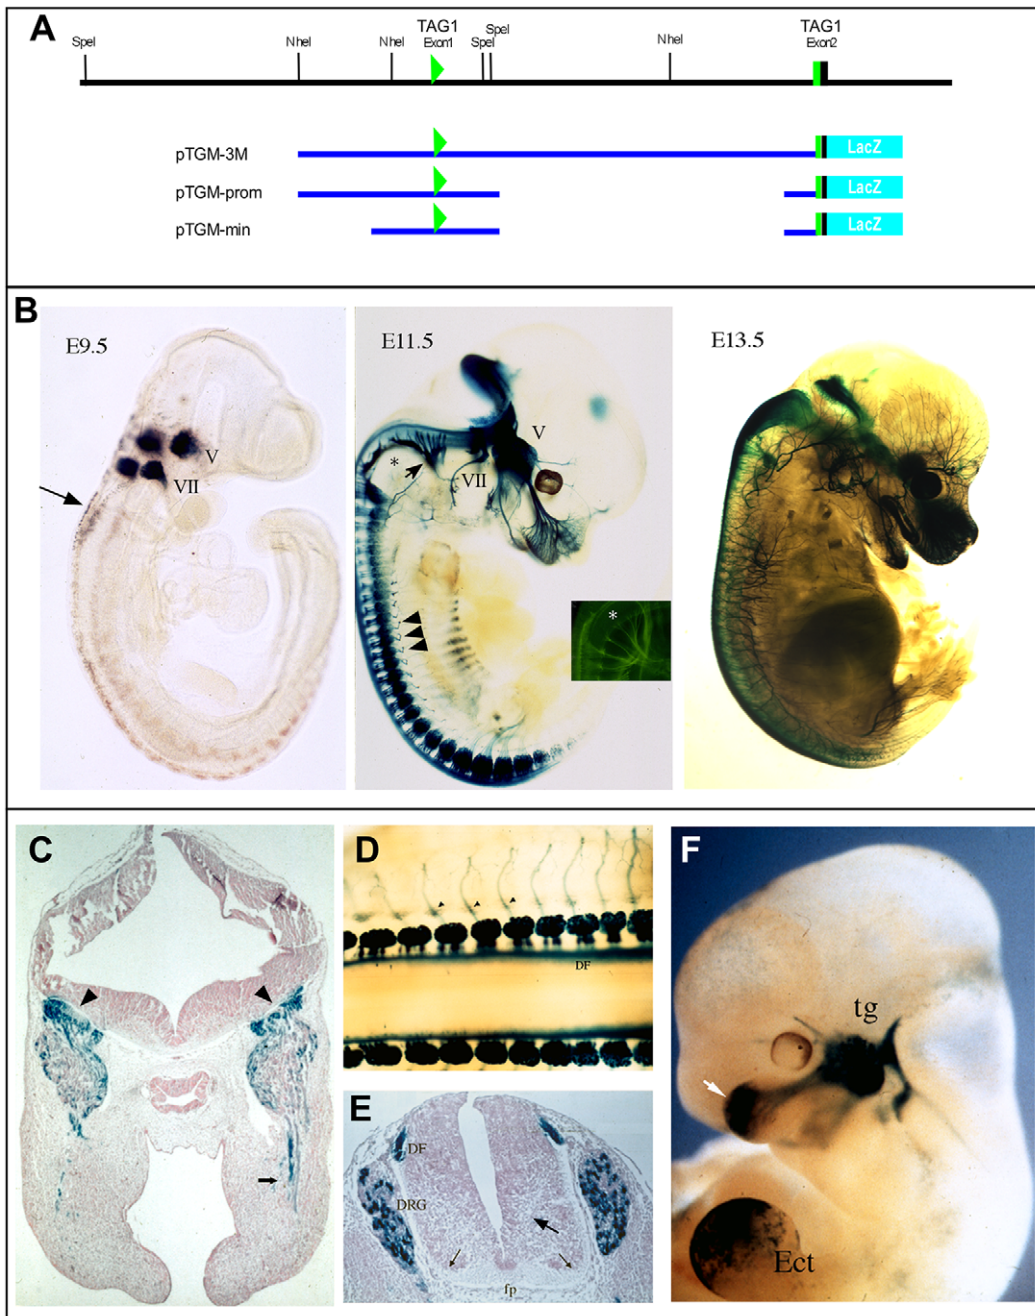 A
TAG1
TAG1
SpeI
NheI
NheI
Exon1
SpeI
SpeI
NheI
Exon2
pTGM-3M
LacZ
pTGM-prom
LacZ
pTGM-min
LacZ
B
E9.5
E11.5
E13.5
V
VII
*
V
VII
*
C
D
DF
E
DF
DRG
fp
F
tg
Ect